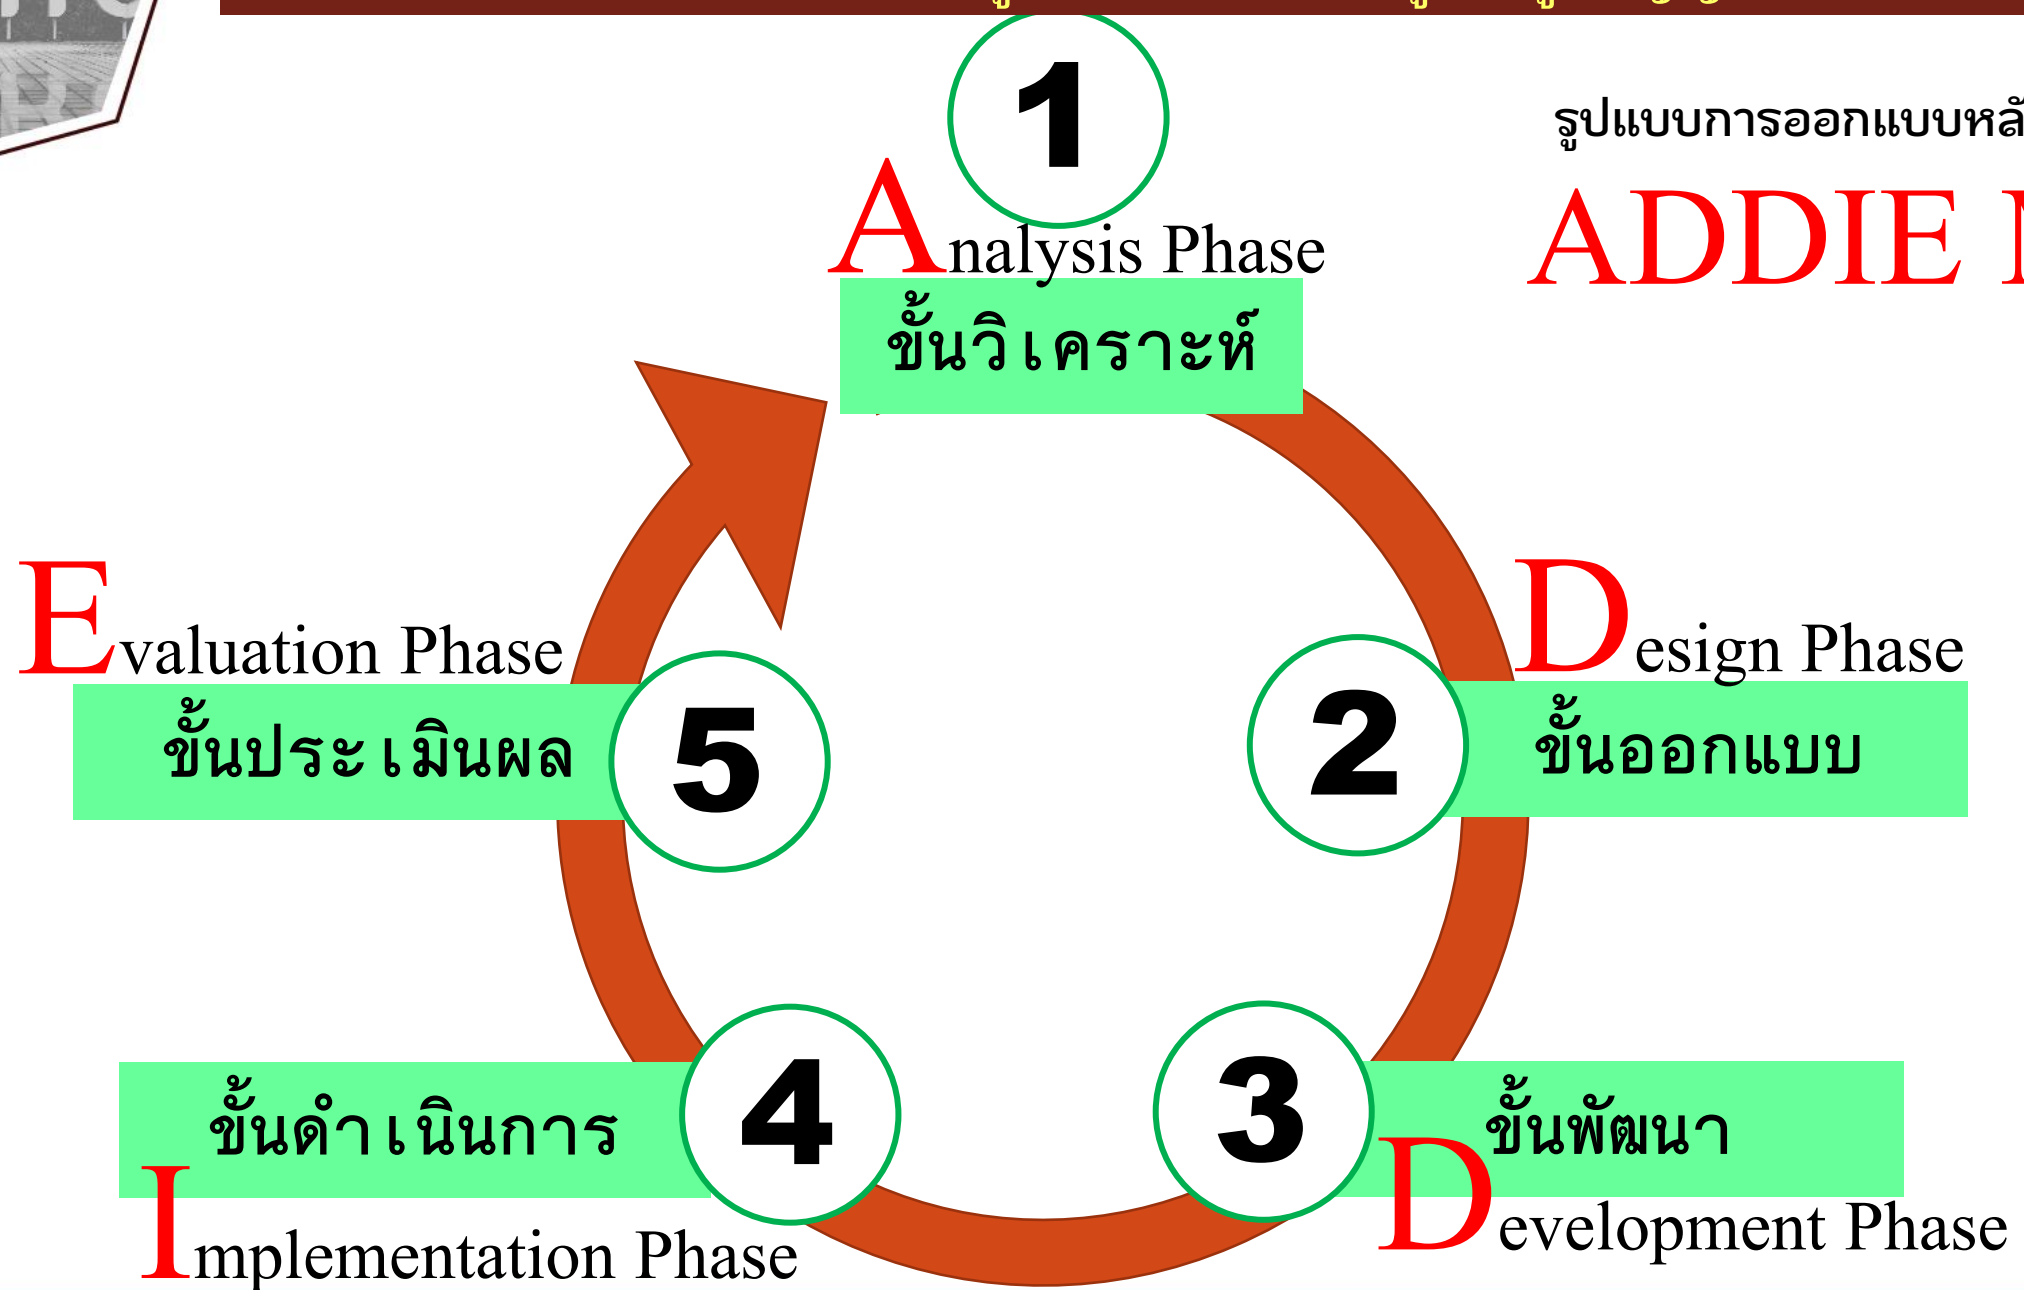 1
Analysis Phase
ขั้นวิเคราะห์
รูปแบบการออกแบบ
ADDIE
Evaluation Phase
ขั้นประเมินผล
5
2
Design Phase
ขั้นออกแบบ
ขั้นดำเนินการ
Implementation Phase
4
3
ขั้นพัฒนา
Development Phase